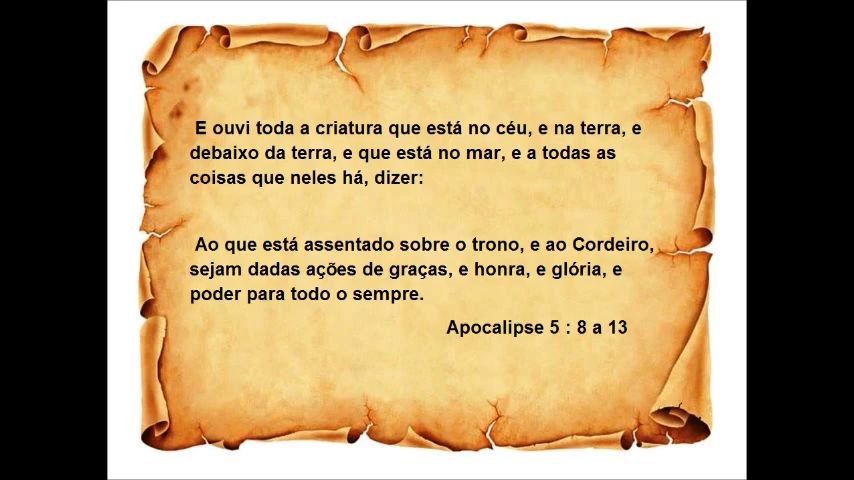 E ouvi toda a criatura que está no céu, e na terra, e
debaixo da terra, e que está no mar, e a todas as
coisas que neles há, dizer:
Ao que está assentado sobre o trono, e ao Cordeiro,
sejam dadas ações de graças, e honra, e glória, e
poder para todo o sempre.
Apocalipse 5 : 8 a 13